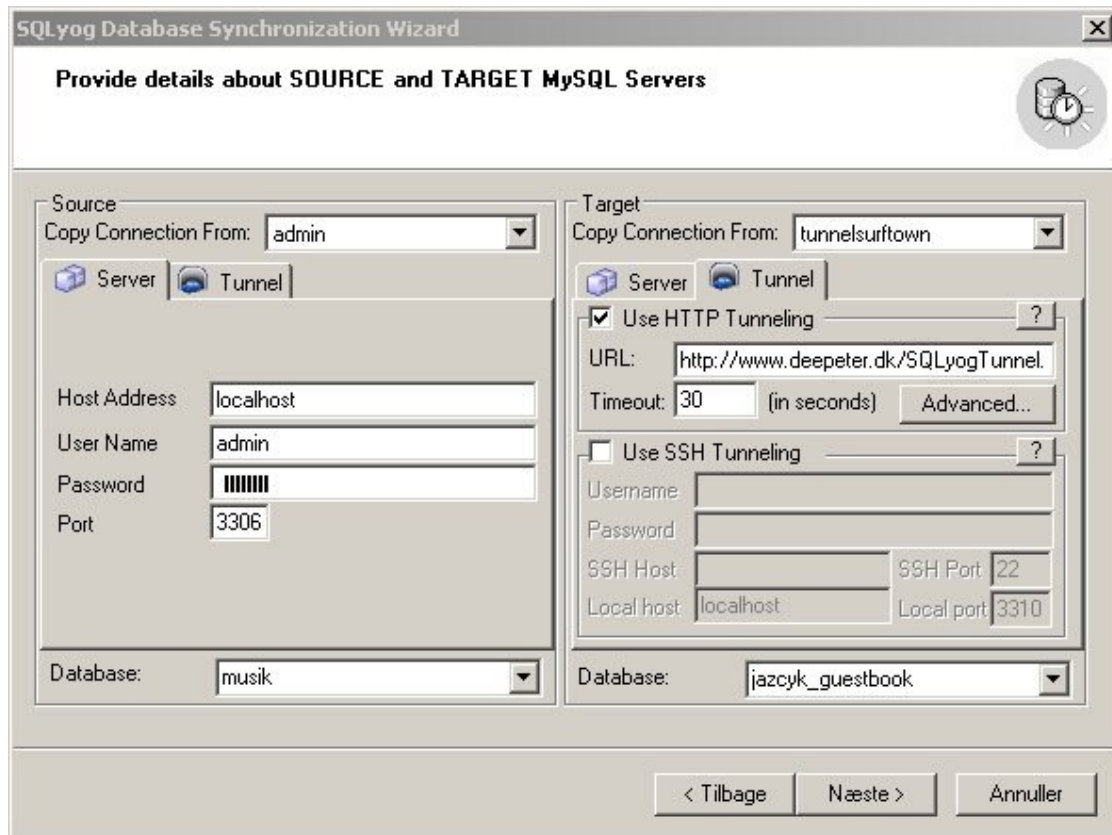 SQLyog Database Synchronization Wizard
Provide details about SOURCE and TARGET MySQL Servers
Source
Copy Connection From: admin
Server Tunnel
Host Address localhost
User Name admin
Password
Port 3306
Database: musik
Target
Copy Connection From: tunnelsurftown
Server Tunnel
Use HTTP Tunneling ?
URL: http://www.deepeter.dk/SQLyogTunnel.
Timeout: 30 (in seconds) Advanced...
Use SSH Tunneling ?
Username
Password
SSH Host SSH Port 22
Local host localhost Local port 3310
Database: jazcyk_guestbook
< Tilbage Næste > Annuller